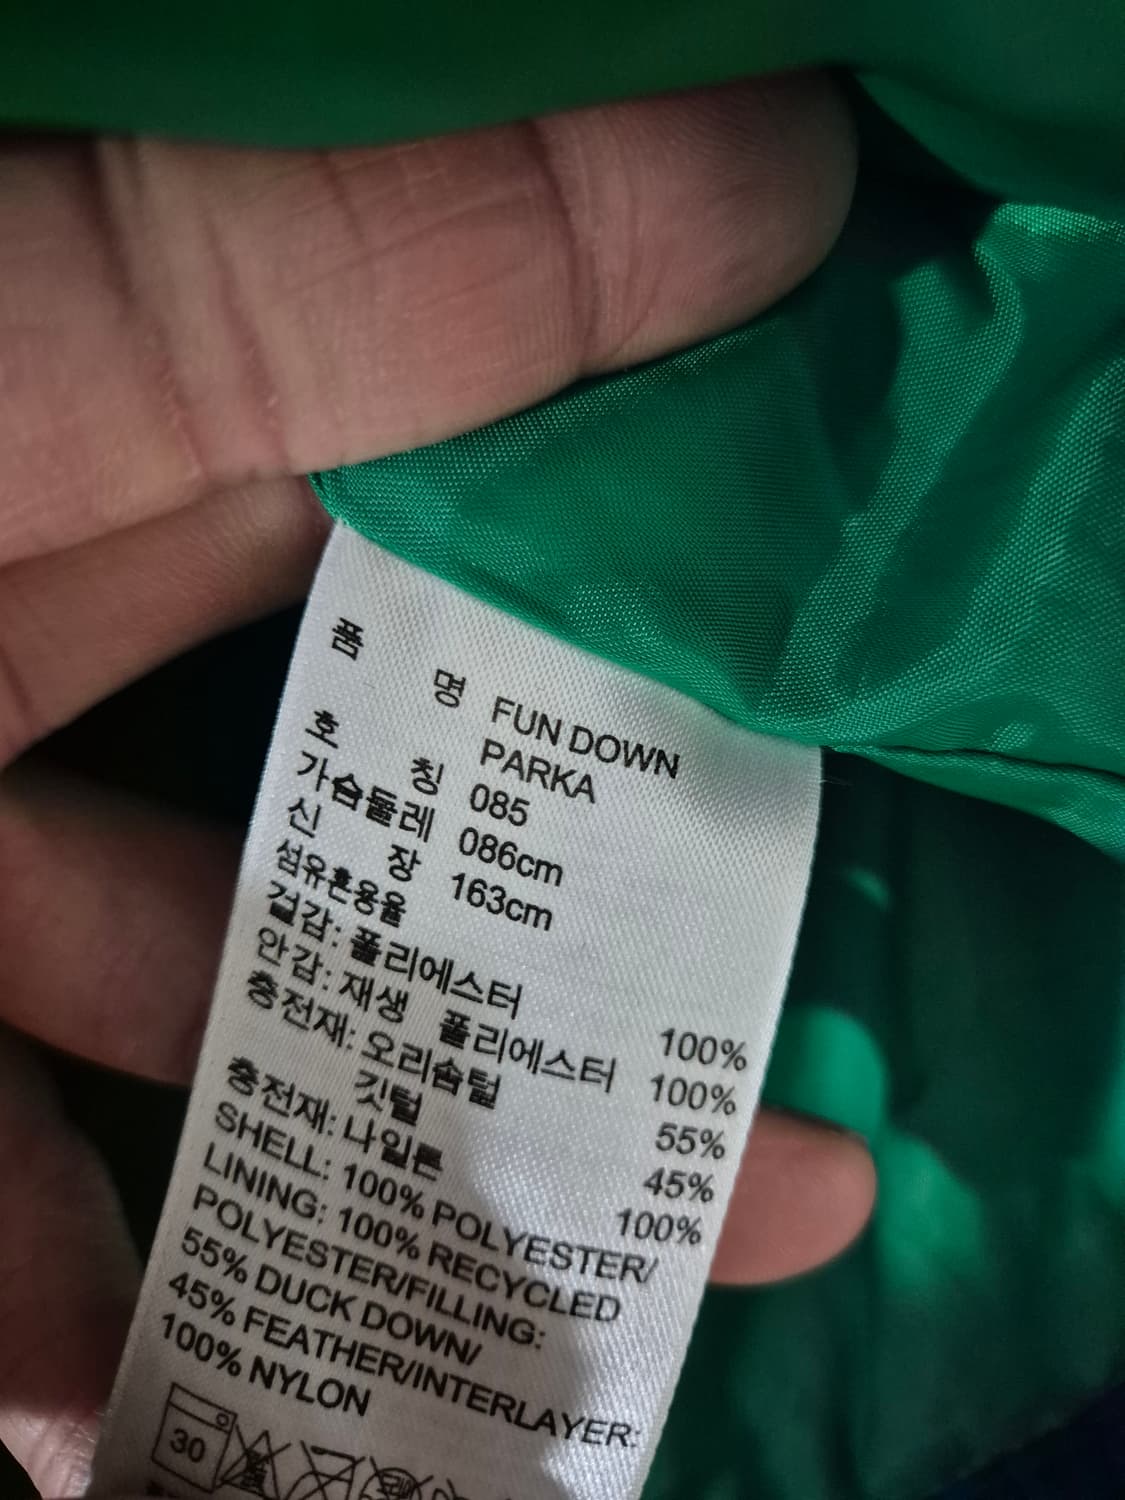 품 명 FUN DOWN
PARKA
호 칭 085
가슴둘레 086cm
신 장 163cm
섬유혼용율
겉감: 폴리에스터 100%
안감: 재생 폴리에스터 100%
충전재: 오리솜털 55%
깃털 45%
충전재: 나일론 100%
SHELL: 100% POLYESTER/
LINING: 100% RECYCLED
POLYESTER/FILLING:
55% DUCK DOWN/
45% FEATHER/INTERLAYER:
100% NYLON
30